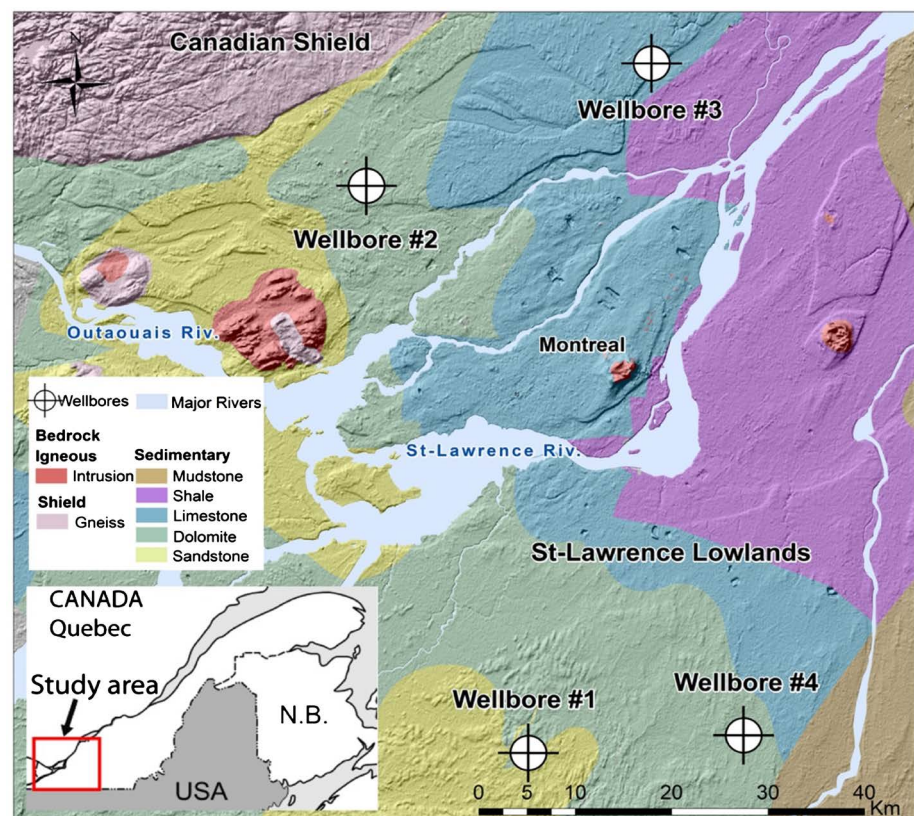 Canadian Shield
N
Wellbore #3
Wellbore #2
Outaouais Riv.
Montreal
Wellbores
Major Rivers
Bedrock
Igneous
Intrusion
Shield
Gneiss
Sedimentary
Mudstone
Shale
Limestone
Dolomite
Sandstone
St-Lawrence Riv.
St-Lawrence Lowlands
CANADA
Quebec
Study area
N.B.
USA
Wellbore #1
Wellbore #4
0 5 10 20 30 40
Km